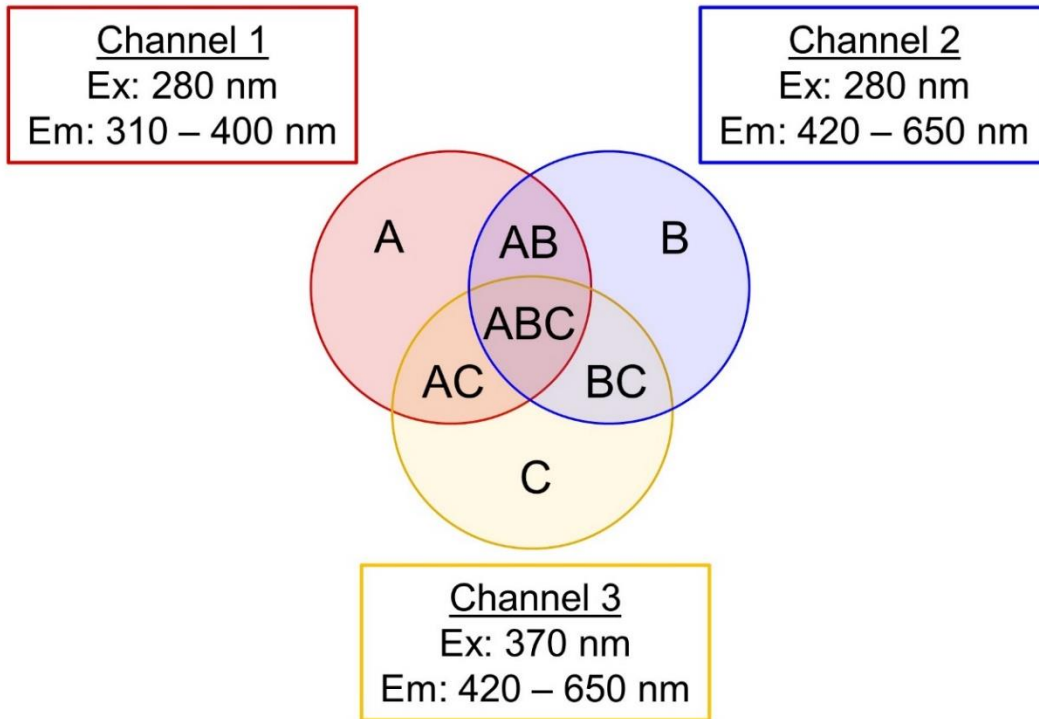 Channel 1
Ex: 280 nm
Em: 310 – 400 nm
Channel 2
Ex: 280 nm
Em: 420 – 650 nm
A
AB
B
ABC
AC
BC
C
Channel 3
Ex: 370 nm
Em: 420 – 650 nm